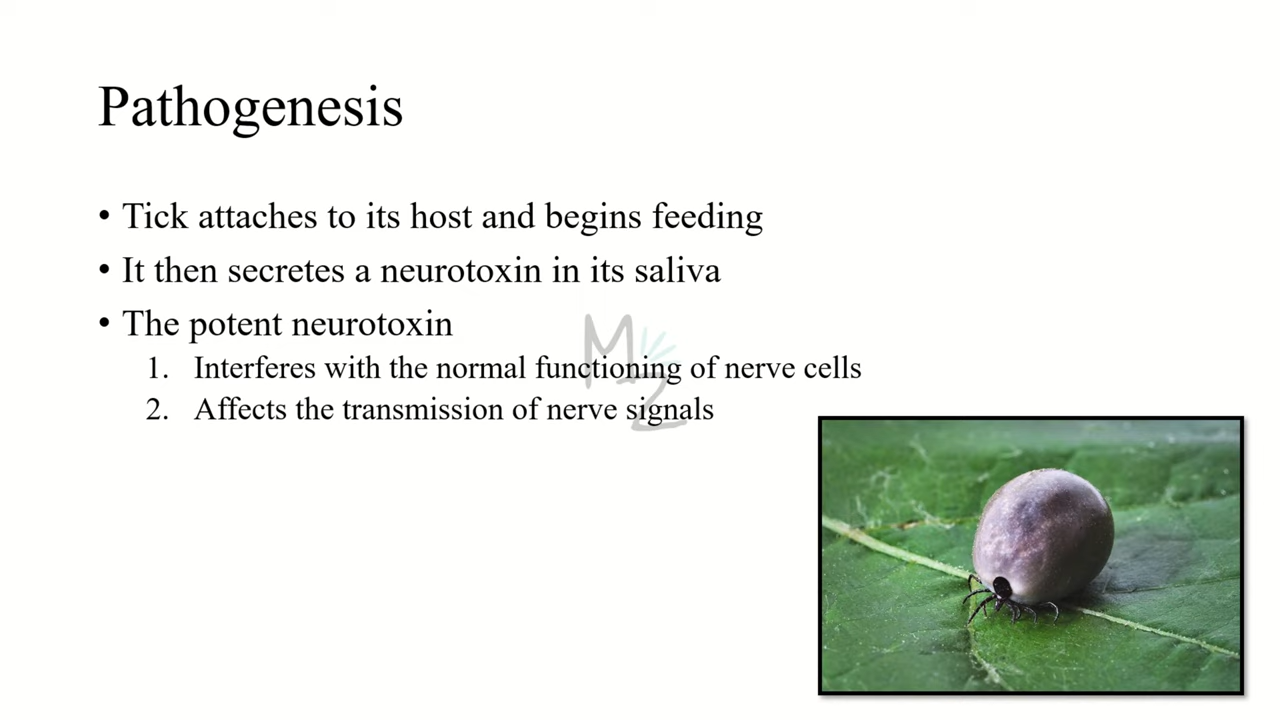 Pathogenesis
• Tick attaches to its host and begins feeding
• It then secretes a neurotoxin in its saliva
• The potent neurotoxin
1. Interferes with the normal functioning of nerve cells
2. Affects the transmission of nerve signals
MZ